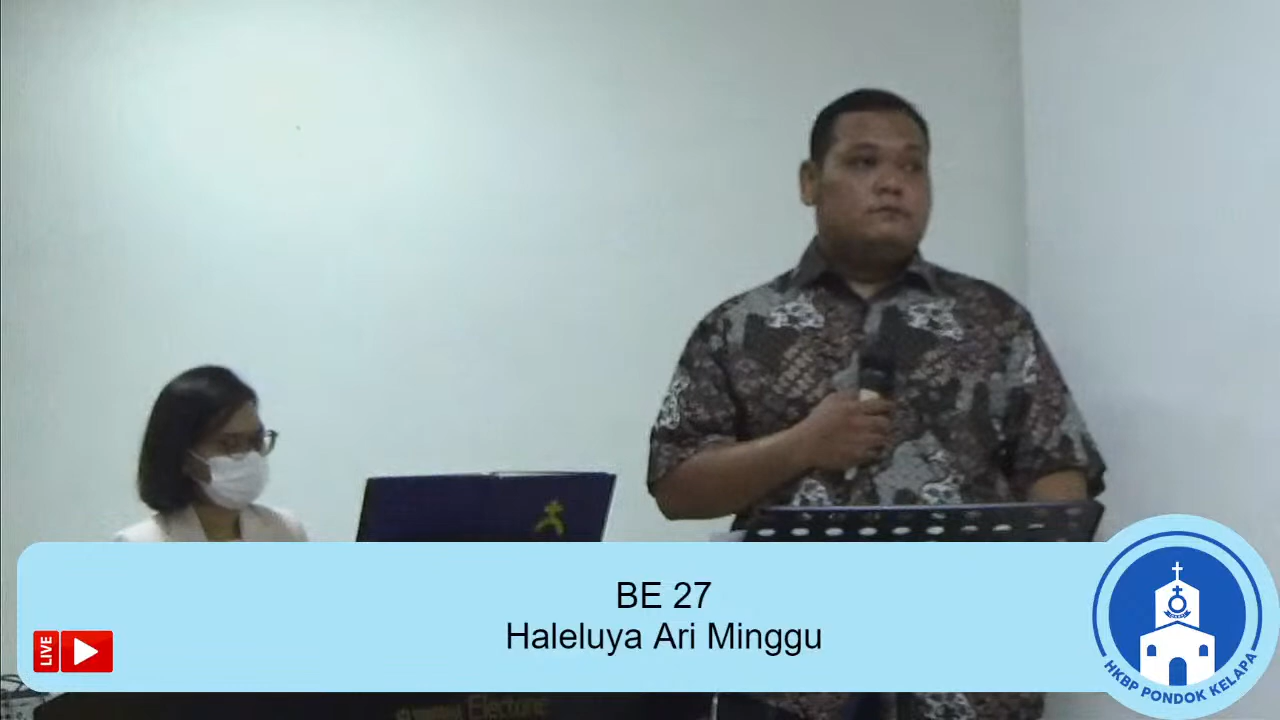 BE 27
Haleluya Ari Minggu
LIVE
HKBP PONDOK KELAPA
Electone